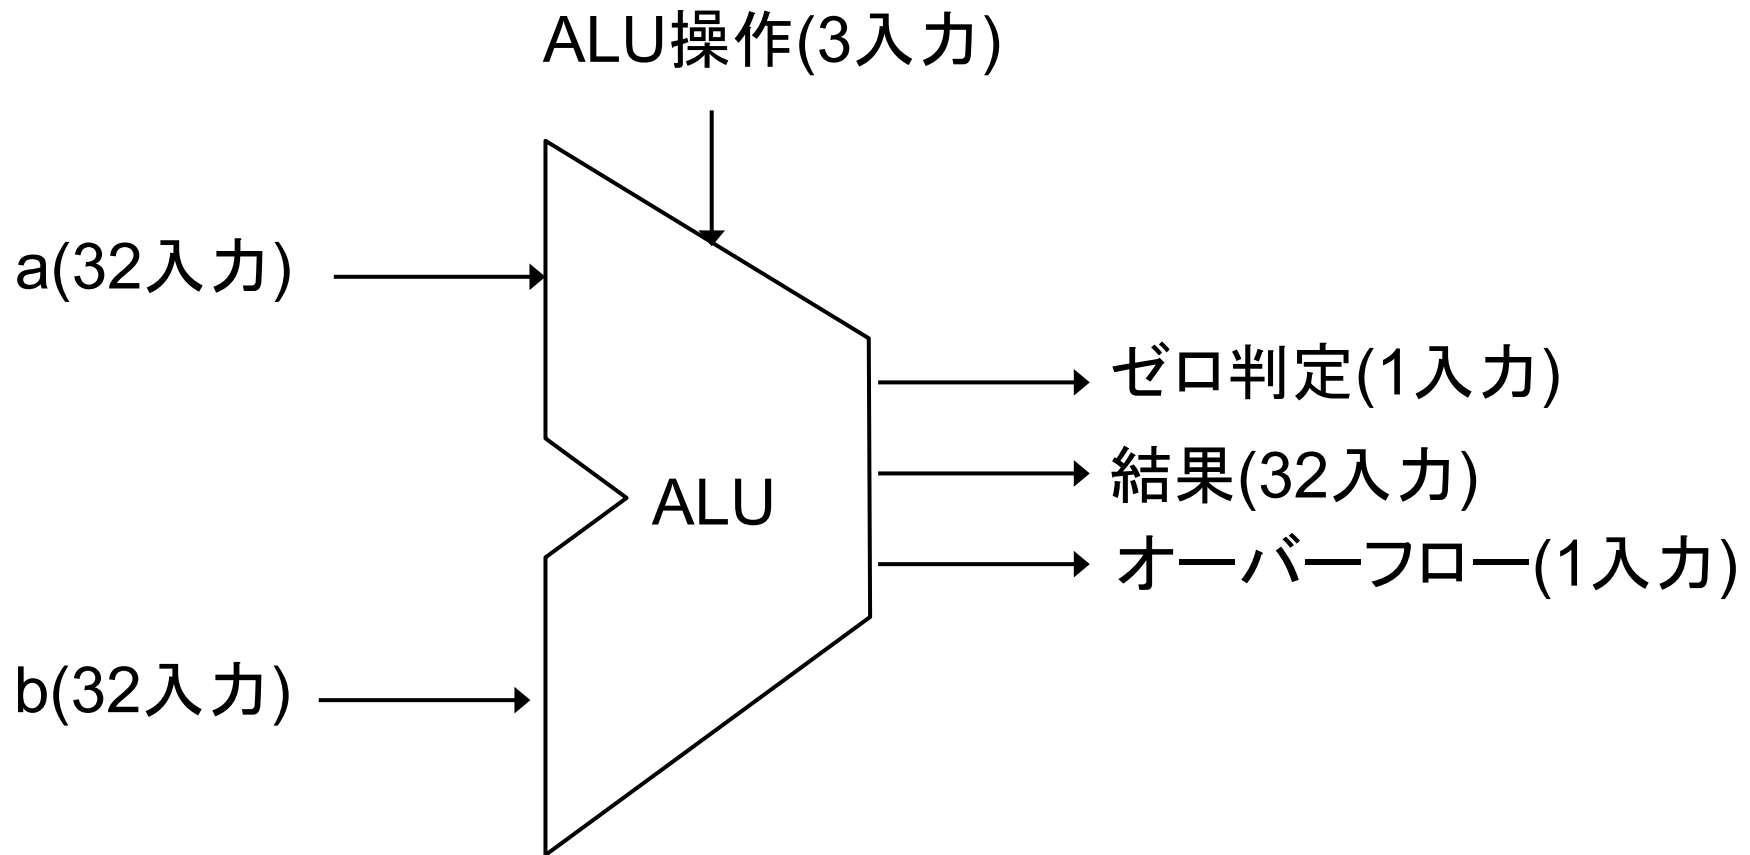 ALU操作(3入力)
a(32入力)
ゼロ判定(1入力)
結果(32入力)
ALU
オーバーフロー(1入力)
b(32入力)